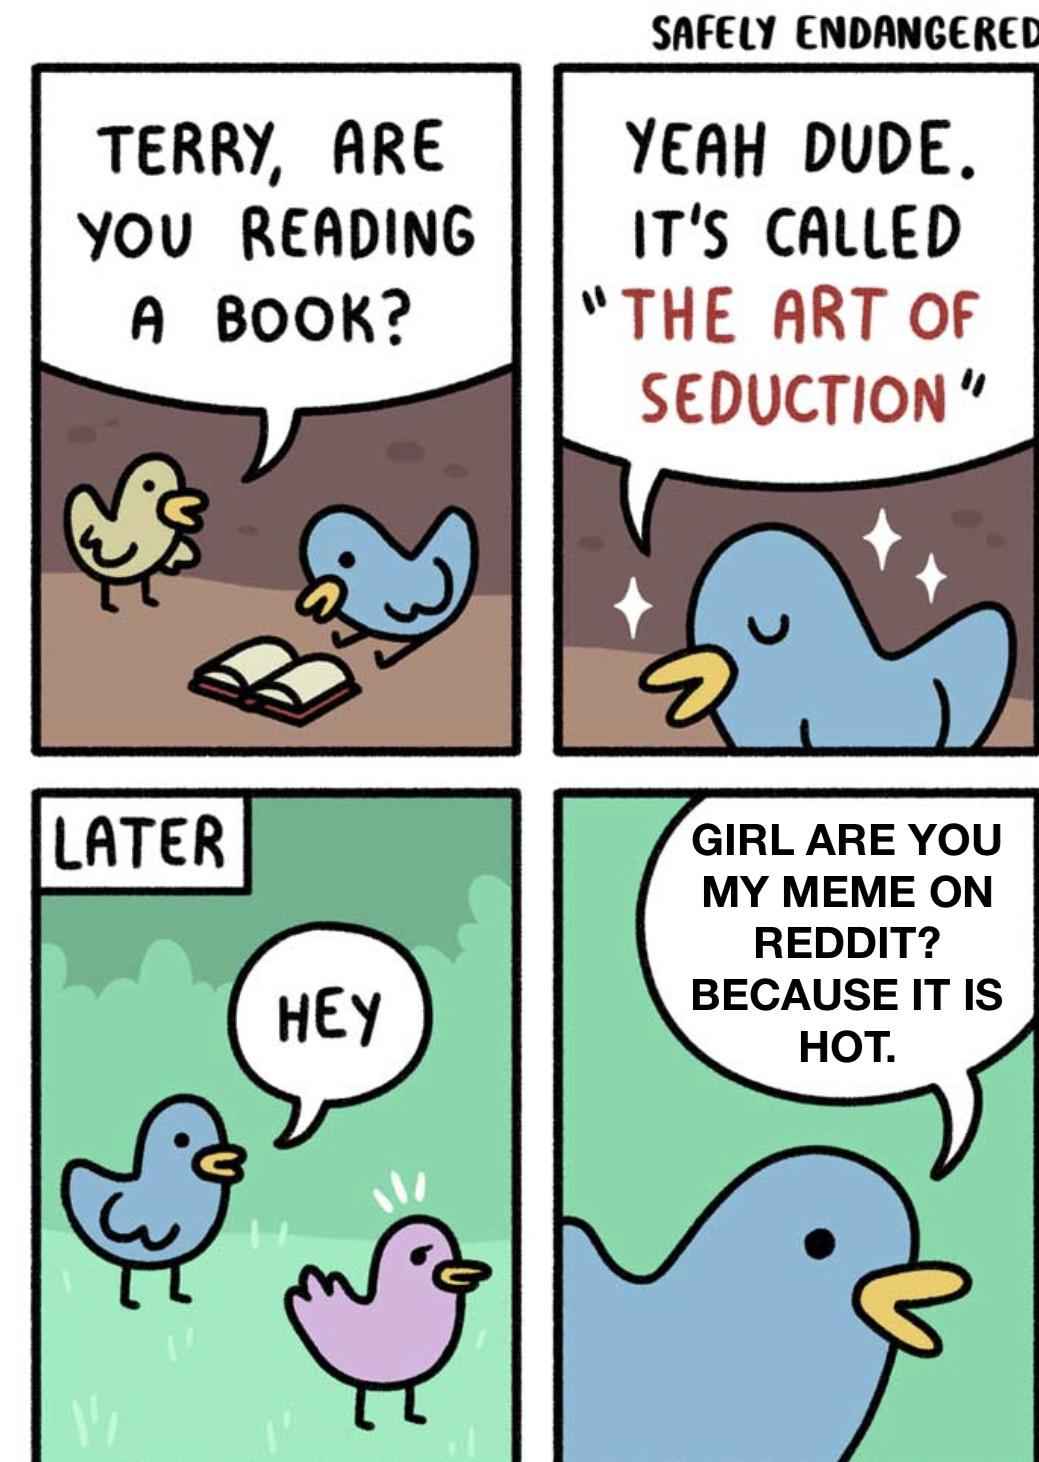 SAFELY ENDANGERED
TERRY, ARE
YOU READING
A BOOK?
YEAH DUDE.
IT'S CALLED
"THE ART OF
SEDUCTION"
LATER
HEY
GIRL ARE YOU
MY MEME ON
REDDIT?
BECAUSE IT IS
HOT.